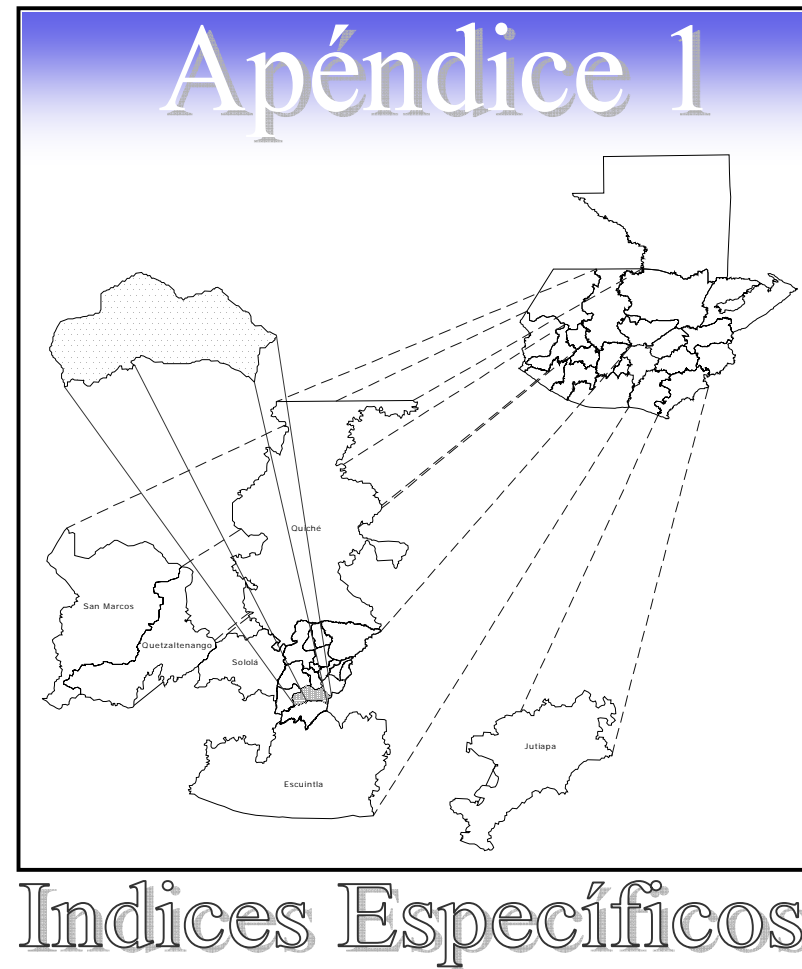 Apéndice 1
Quiché
San Marcos
Quetzaltenango
Sololá
Jutiapa
Escuintla
Indices Específicos